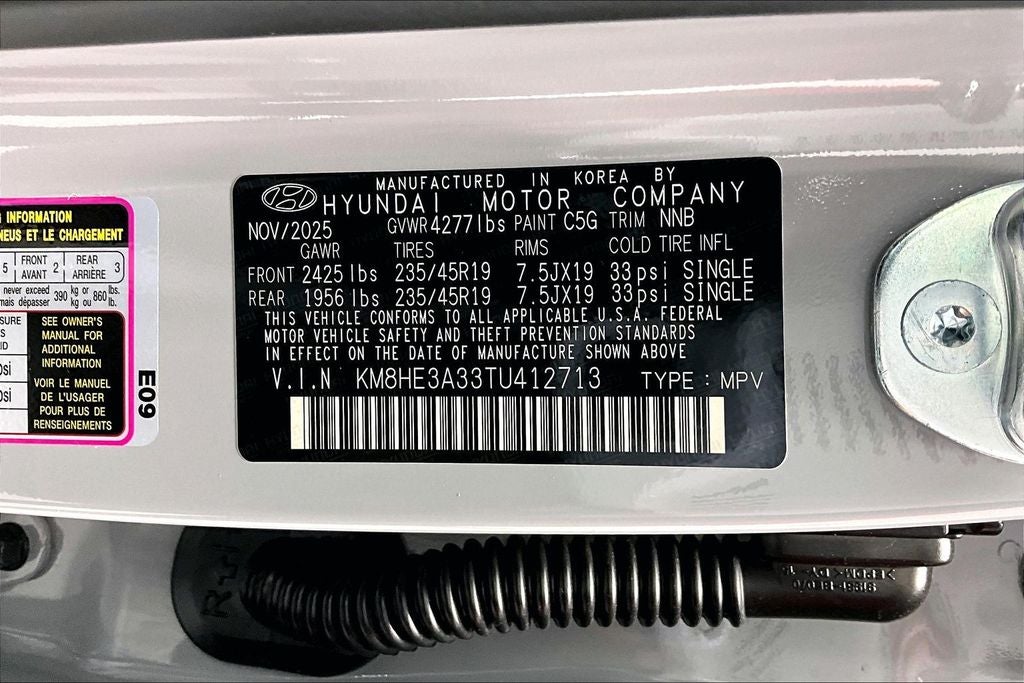 MANUFACTURED IN KOREA BY
HYUNDAI MOTOR COMPANY
NOV/2025 GVWR 4277 lbs PAINT C5G TRIM NNB
GAWR TIRES RIMS COLD TIRE INFL
FRONT 2425 lbs 235/45R19 7.5JX19 33psi SINGLE
REAR 1956 lbs 235/45R19 7.5JX19 33psi SINGLE
THIS VEHICLE CONFORMS TO ALL APPLICABLE U.S.A. FEDERAL
MOTOR VEHICLE SAFETY AND THEFT PREVENTION STANDARDS
IN EFFECT ON THE DATE OF MANUFACTURE SHOWN ABOVE
V.I.N KM8HE3A33TU412713 TYPE : MPV
INFORMATION
NEUS ET LE CHARGEMENT
5 FRONT AVANT 2 REAR ARRIÈRE 3
never exceed
mais dépasser 390 kg or ou 860 lbs. lb.
SEE OWNER'S
MANUAL FOR
ADDITIONAL
INFORMATION
VOIR LE MANUEL
DE L'USAGER
POUR PLUS DE
RENSEIGNEMENTS
E09